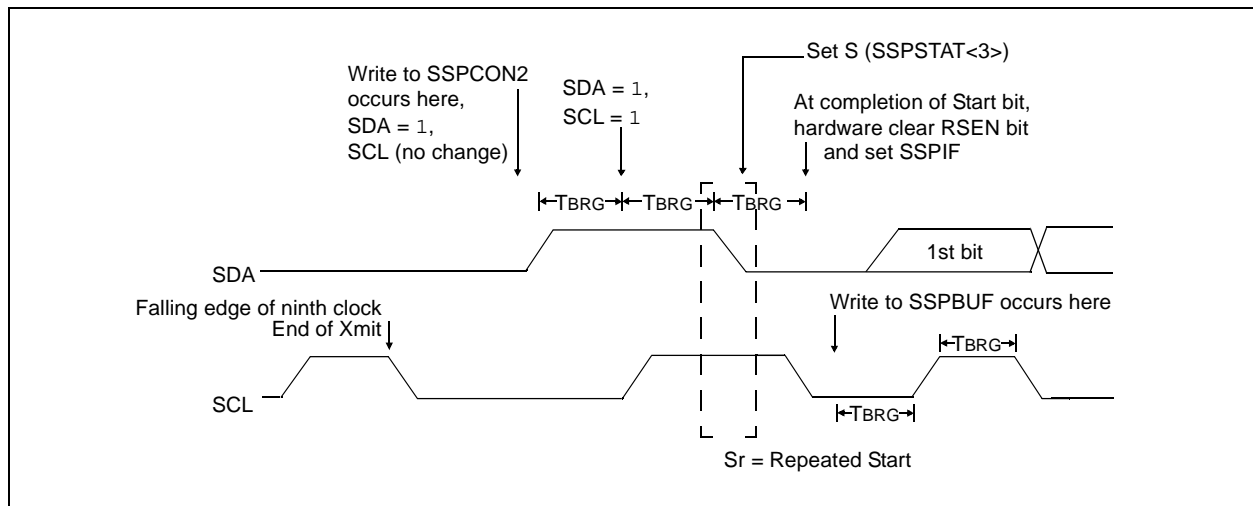 Set S (SSPSTAT<3>)
Write to SSPCON2
occurs here,
SDA = 1,
SCL (no change)
SDA = 1,
SCL = 1
At completion of Start bit,
hardware clear RSEN bit
and set SSPIF
TBRG
TBRG
TBRG
SDA
1st bit
Falling edge of ninth clock
End of Xmit
Write to SSPBUF occurs here
TBRG
SCL
TBRG
Sr = Repeated Start